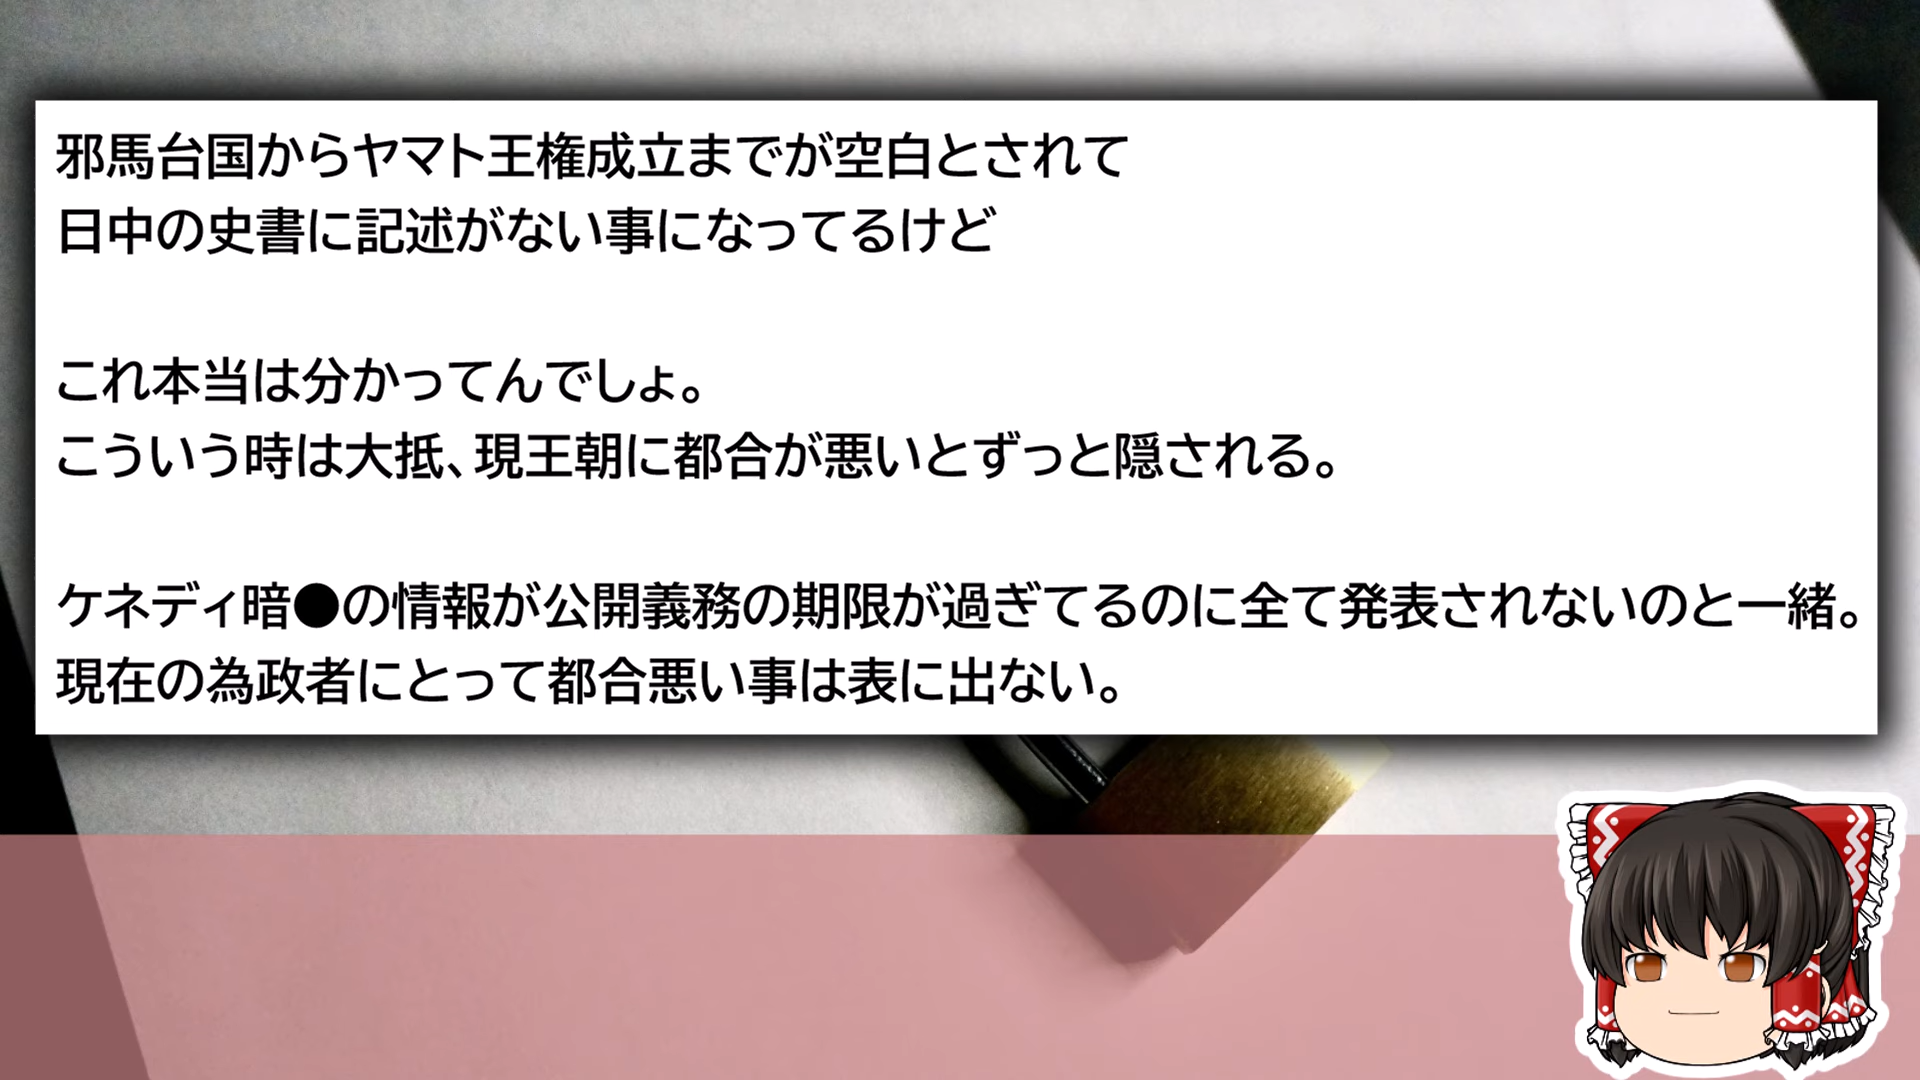 邪馬台国からヤマト王権成立までが空白とされて
日中の史書に記述がない事になってるけど
これ本当は分かってんでしょ。
こういう時は大抵、現王朝に都合が悪いとずっと隠される。
ケネディ暗●の情報が公開義務の期限が過ぎてるのに全て発表されないのと一緒。
現在の為政者にとって都合悪い事は表に出ない。